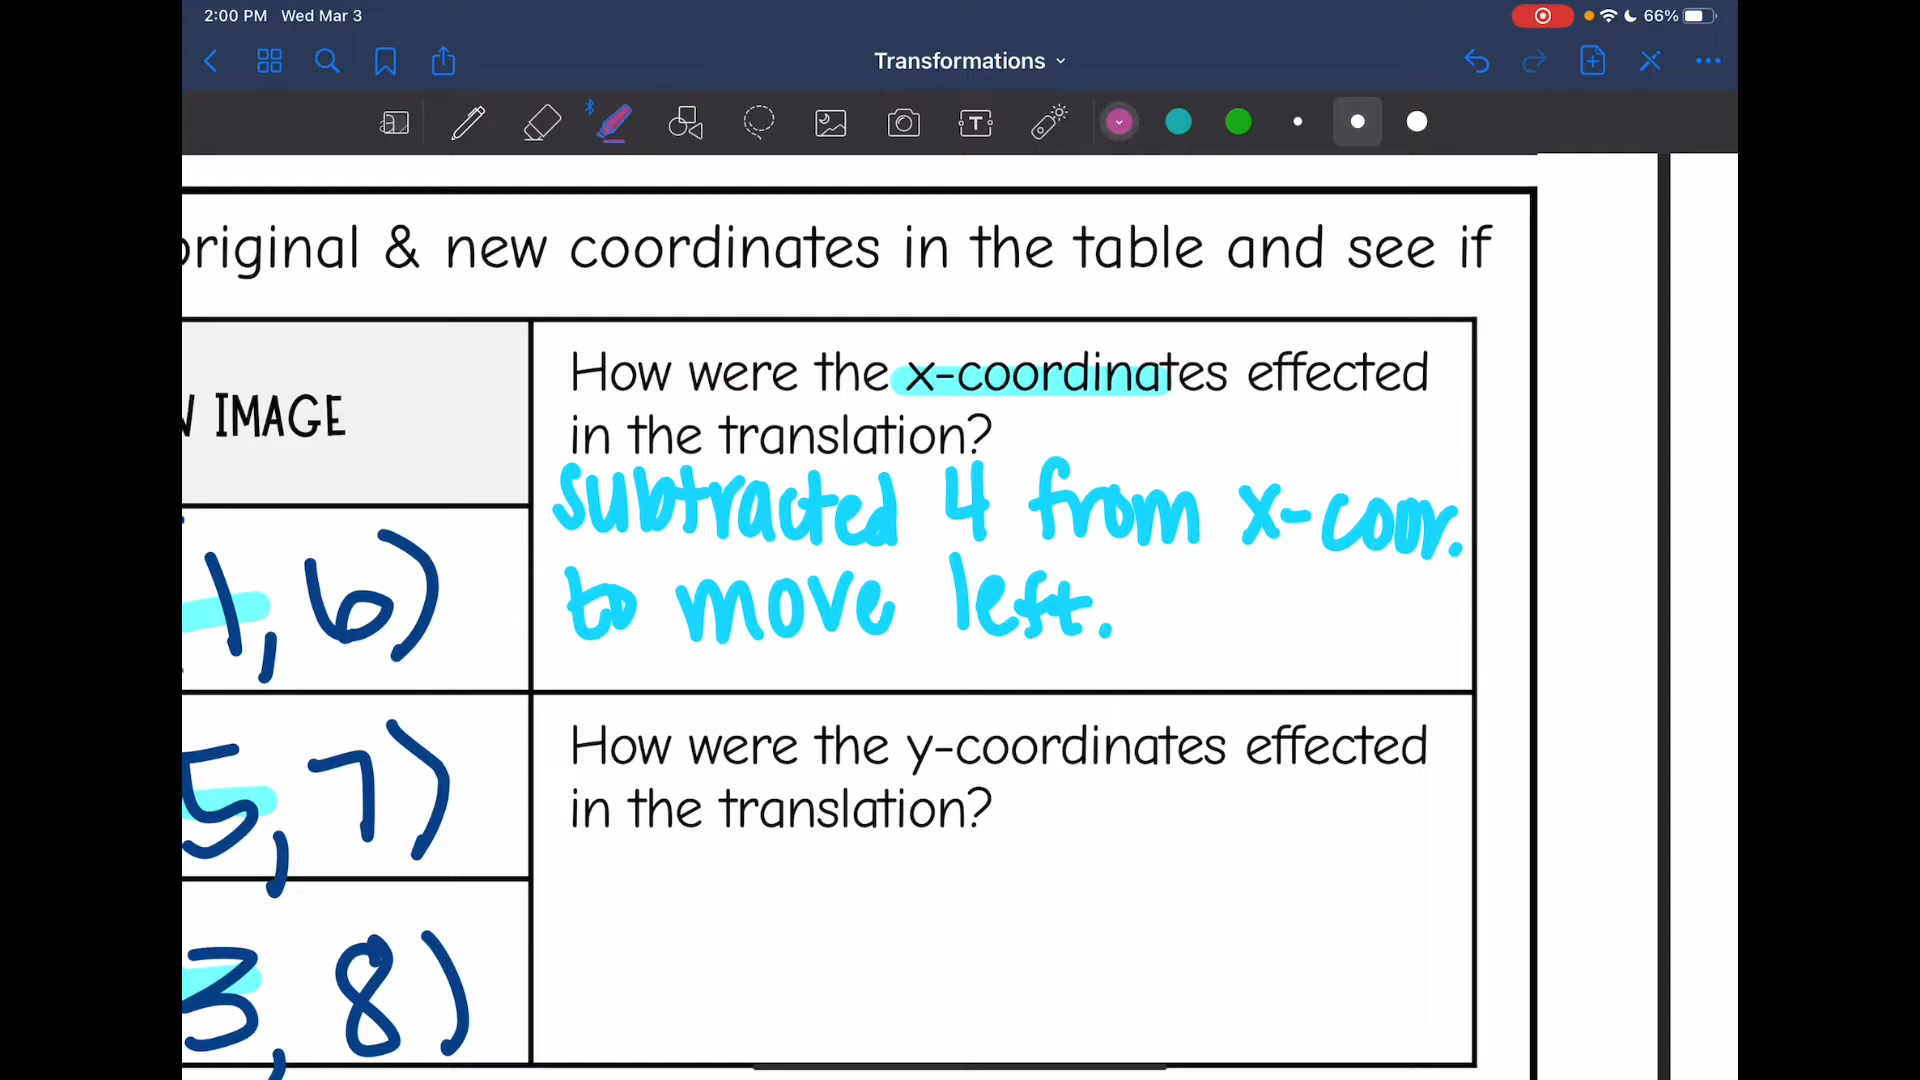 2:00 PM Wed Mar 3
66%
Transformations
T
original & new coordinates in the table and see if
IMAGE
How were the x-coordinates effected
in the translation?
subtracted 4 from x-coor.
to move left.
1, 6)
5, 7)
3, 8)
How were the y-coordinates effected
in the translation?